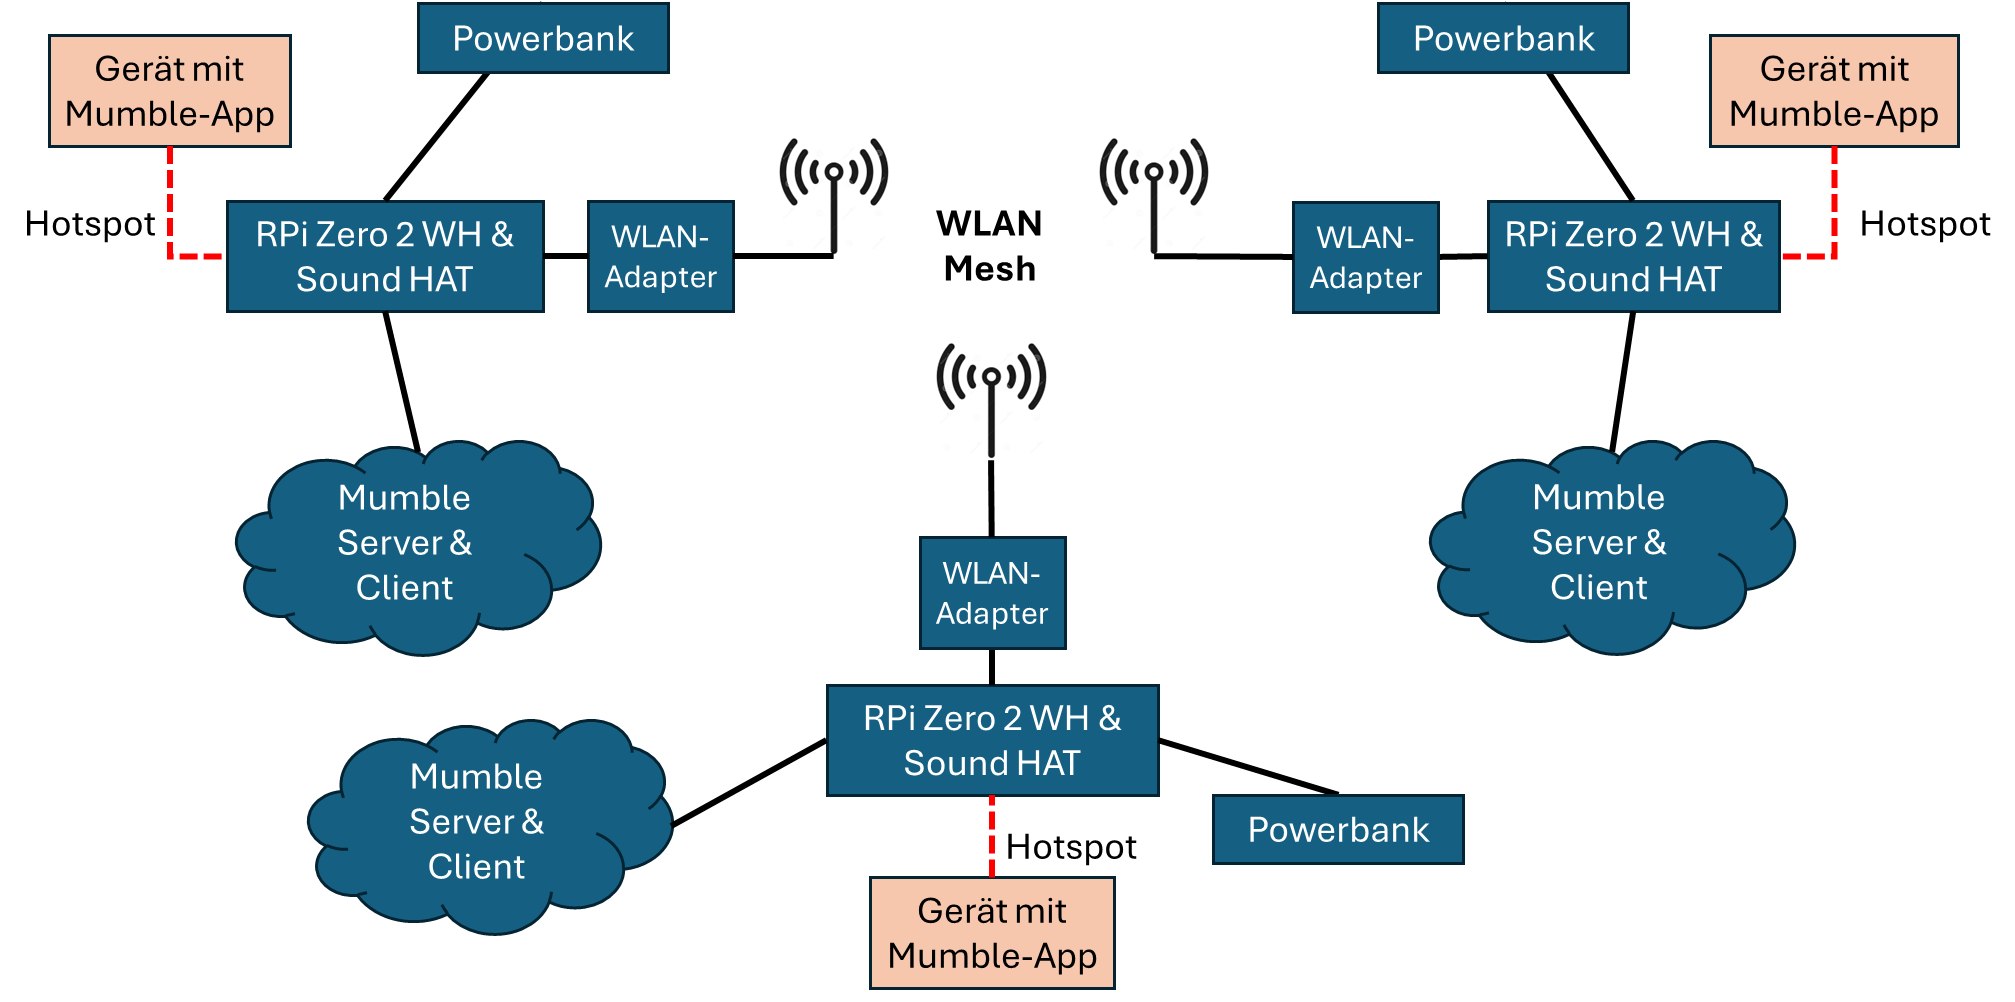 Powerbank
Powerbank
Gerät mit
Mumble-App
Gerät mit
Mumble-App
Hotspot
RPi Zero 2 WH &
Sound HAT
WLAN-
Adapter
WLAN
Mesh
WLAN-
Adapter
RPi Zero 2 WH &
Sound HAT
Hotspot
Mumble
Server &
Client
Mumble
Server &
Client
WLAN-
Adapter
RPi Zero 2 WH &
Sound HAT
Mumble
Server &
Client
Powerbank
Hotspot
Gerät mit
Mumble-App